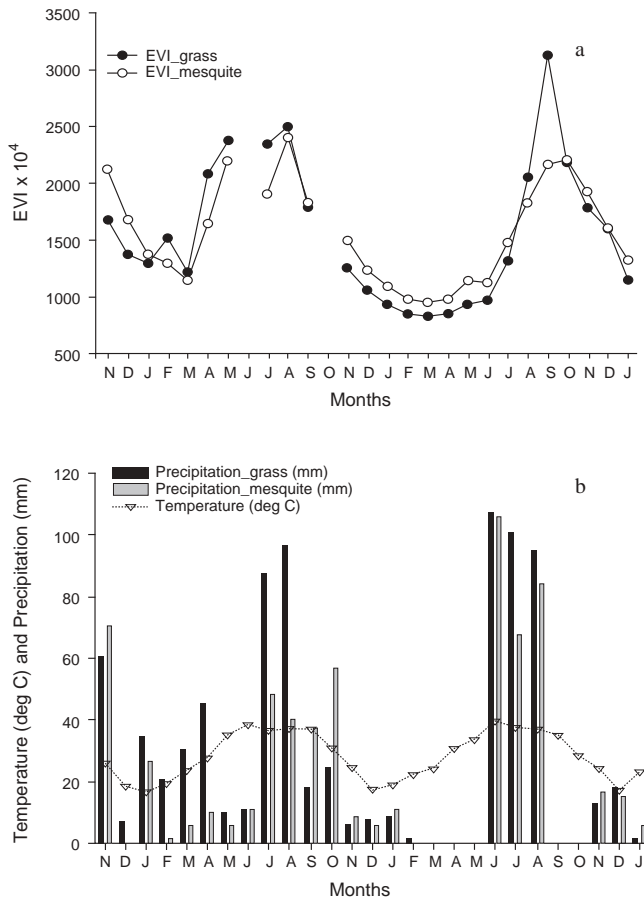 3500
3000
2500
2000
1500
1000
500
EVI x 10⁴
EVI_grass
EVI_mesquite
a
N D J F M A M J J A S O N D J F M A M J J A S O N D J
Months
120
100
80
60
40
20
0
Temperature (deg C) and Precipitation (mm)
Precipitation_grass (mm)
Precipitation_mesquite (mm)
Temperature (deg C)
b
N D J F M A M J J A S O N D J F M A M J J A S O N D J
Months